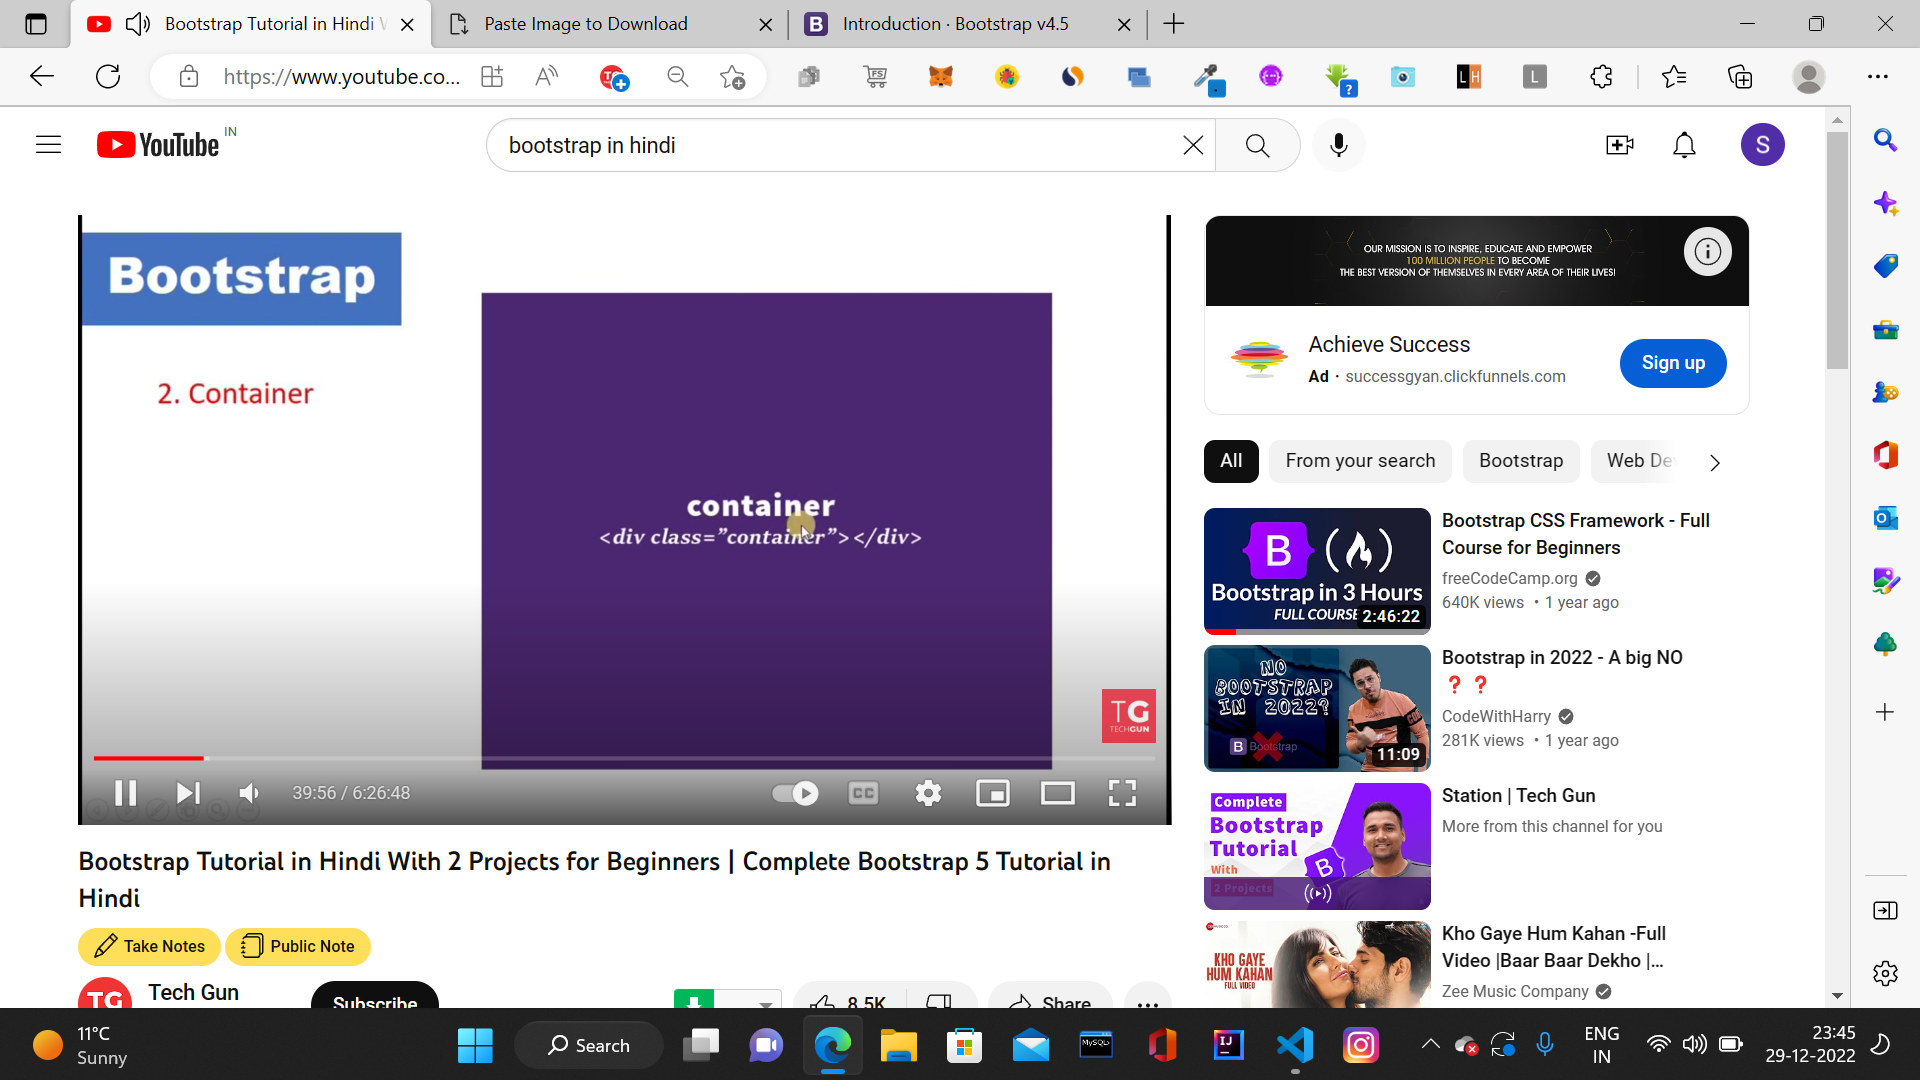 Bootstrap Tutorial in Hindi W
Paste Image to Download
B Introduction · Bootstrap v4.5
https://www.youtube.co...
LH
L
YouTube IN
bootstrap in hindi
S
Bootstrap
2. Container
container
<div class="container"></div>
TG
TECHGUN
39:56 / 6:26:48
CC
Bootstrap Tutorial in Hindi With 2 Projects for Beginners | Complete Bootstrap 5 Tutorial in
Hindi
Take Notes
Public Note
TG
Tech Gun
Subscribe
8.5K
Share
OUR MISSION IS TO INSPIRE, EDUCATE AND EMPOWER
100 MILLION PEOPLE TO BECOME
THE BEST VERSION OF THEMSELVES IN EVERY AREA OF THEIR LIVES!
Achieve Success
Ad · successgyan.clickfunnels.com
Sign up
All
From your search
Bootstrap
Web De
B
Bootstrap in 3 Hours
FULL COURSE
2:46:22
Bootstrap CSS Framework - Full
Course for Beginners
freeCodeCamp.org
640K views • 1 year ago
NO
BOOTSTRAP
IN 2022?
B Bootstrap
11:09
Bootstrap in 2022 - A big NO
❓ ❓
CodeWithHarry
281K views • 1 year ago
Complete
Bootstrap
Tutorial
With
2 Projects
B
Station | Tech Gun
More from this channel for you
KHO GAYE
HUM KAHAN
FULL VIDEO
Kho Gaye Hum Kahan -Full
Video |Baar Baar Dekho |...
Zee Music Company
11°C
Sunny
Search
MySQL
IJ
ENG
IN
23:45
29-12-2022